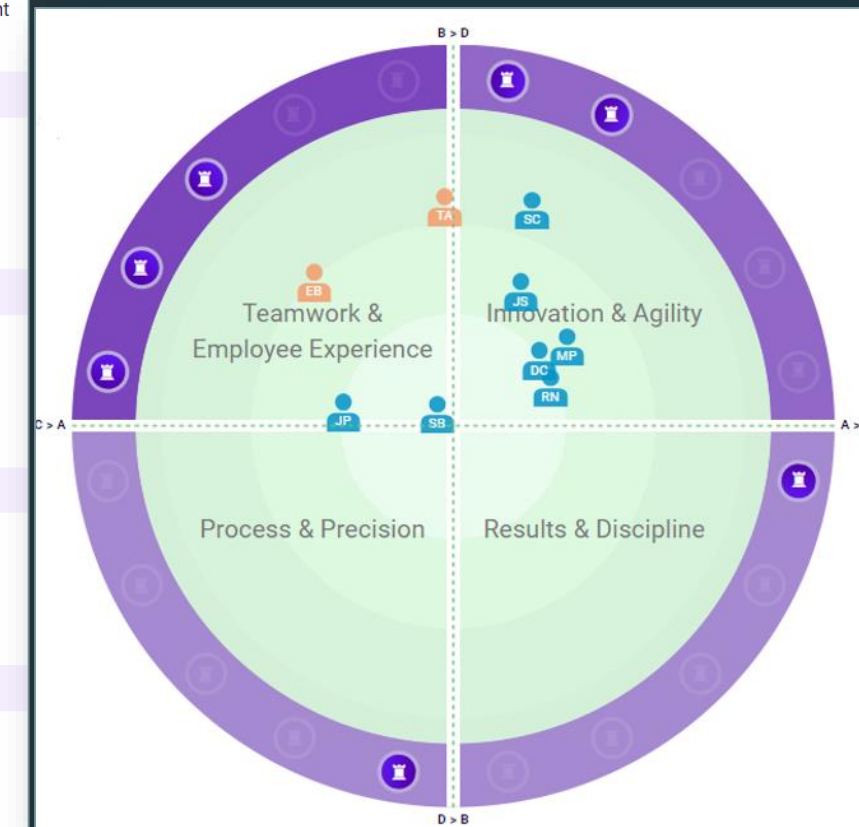 nt
B > D
TA
SC
EB
JS
Teamwork &
Employee Experience
Innovation & Agility
MP
DC
RN
JP
SB
C > A
A >
Process & Precision
Results & Discipline
D > B